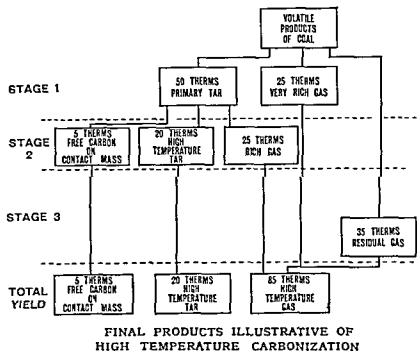 VOLATILE
PRODUCTS
OF COAL
STAGE 1
50 THERMS
PRIMARY TAR
25 THERMS
VERY RICH GAS
STAGE
2
5 THERMS
FREE CARBON
ON
CONTACT MASS
20 THERMS
HIGH
TEMPERATURE
TAR
25 THERMS
RICH GAS
STAGE 3
35 THERMS
RESIDUAL GAS
TOTAL
YIELD
5 THERMS
FREE CARBON
ON
CONTACT MASS
20 THERMS
HIGH
TEMPERATURE
TAR
85 THERMS
HIGH
TEMPERATURE
GAS
FINAL PRODUCTS ILLUSTRATIVE OF
HIGH TEMPERATURE CARBONIZATION